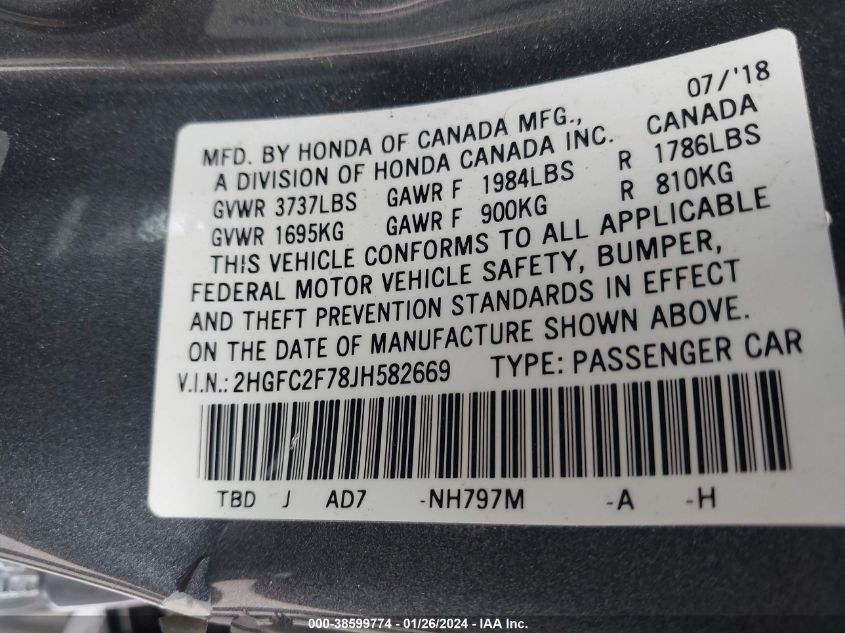 07/'18
MFD. BY HONDA OF CANADA MFG., CANADA
A DIVISION OF HONDA CANADA INC.
GVWR 3737LBS GAWR F 1984LBS R 1786LBS
GVWR 1695KG GAWR F 900KG R 810KG
THIS VEHICLE CONFORMS TO ALL APPLICABLE
FEDERAL MOTOR VEHICLE SAFETY, BUMPER,
AND THEFT PREVENTION STANDARDS IN EFFECT
ON THE DATE OF MANUFACTURE SHOWN ABOVE.
V.I.N.: 2HGFC2F78JH582669 TYPE: PASSENGER CAR
TBD J AD7 -NH797M -A -H
000-38599774 - 01/26/2024 - IAA Inc.